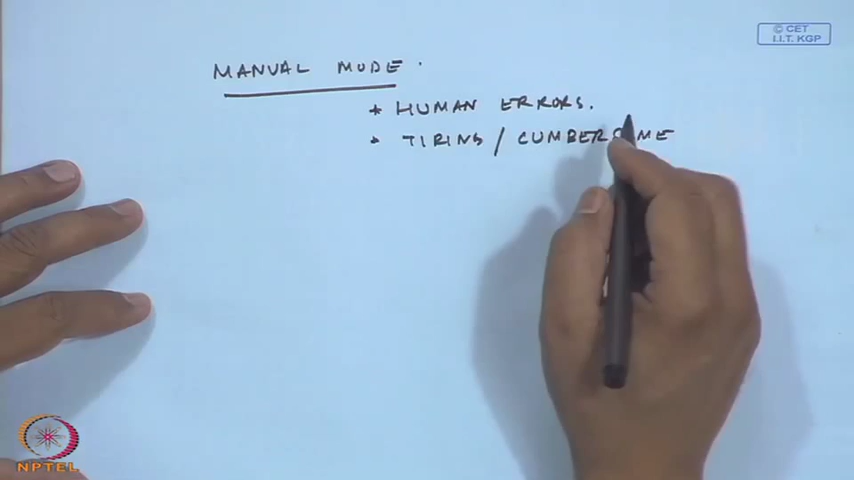 © CET
I.I.T. KGP
MANUAL MODE.
* HUMAN ERRORS.
* TIRING / CUMBERSOME
NPTEL